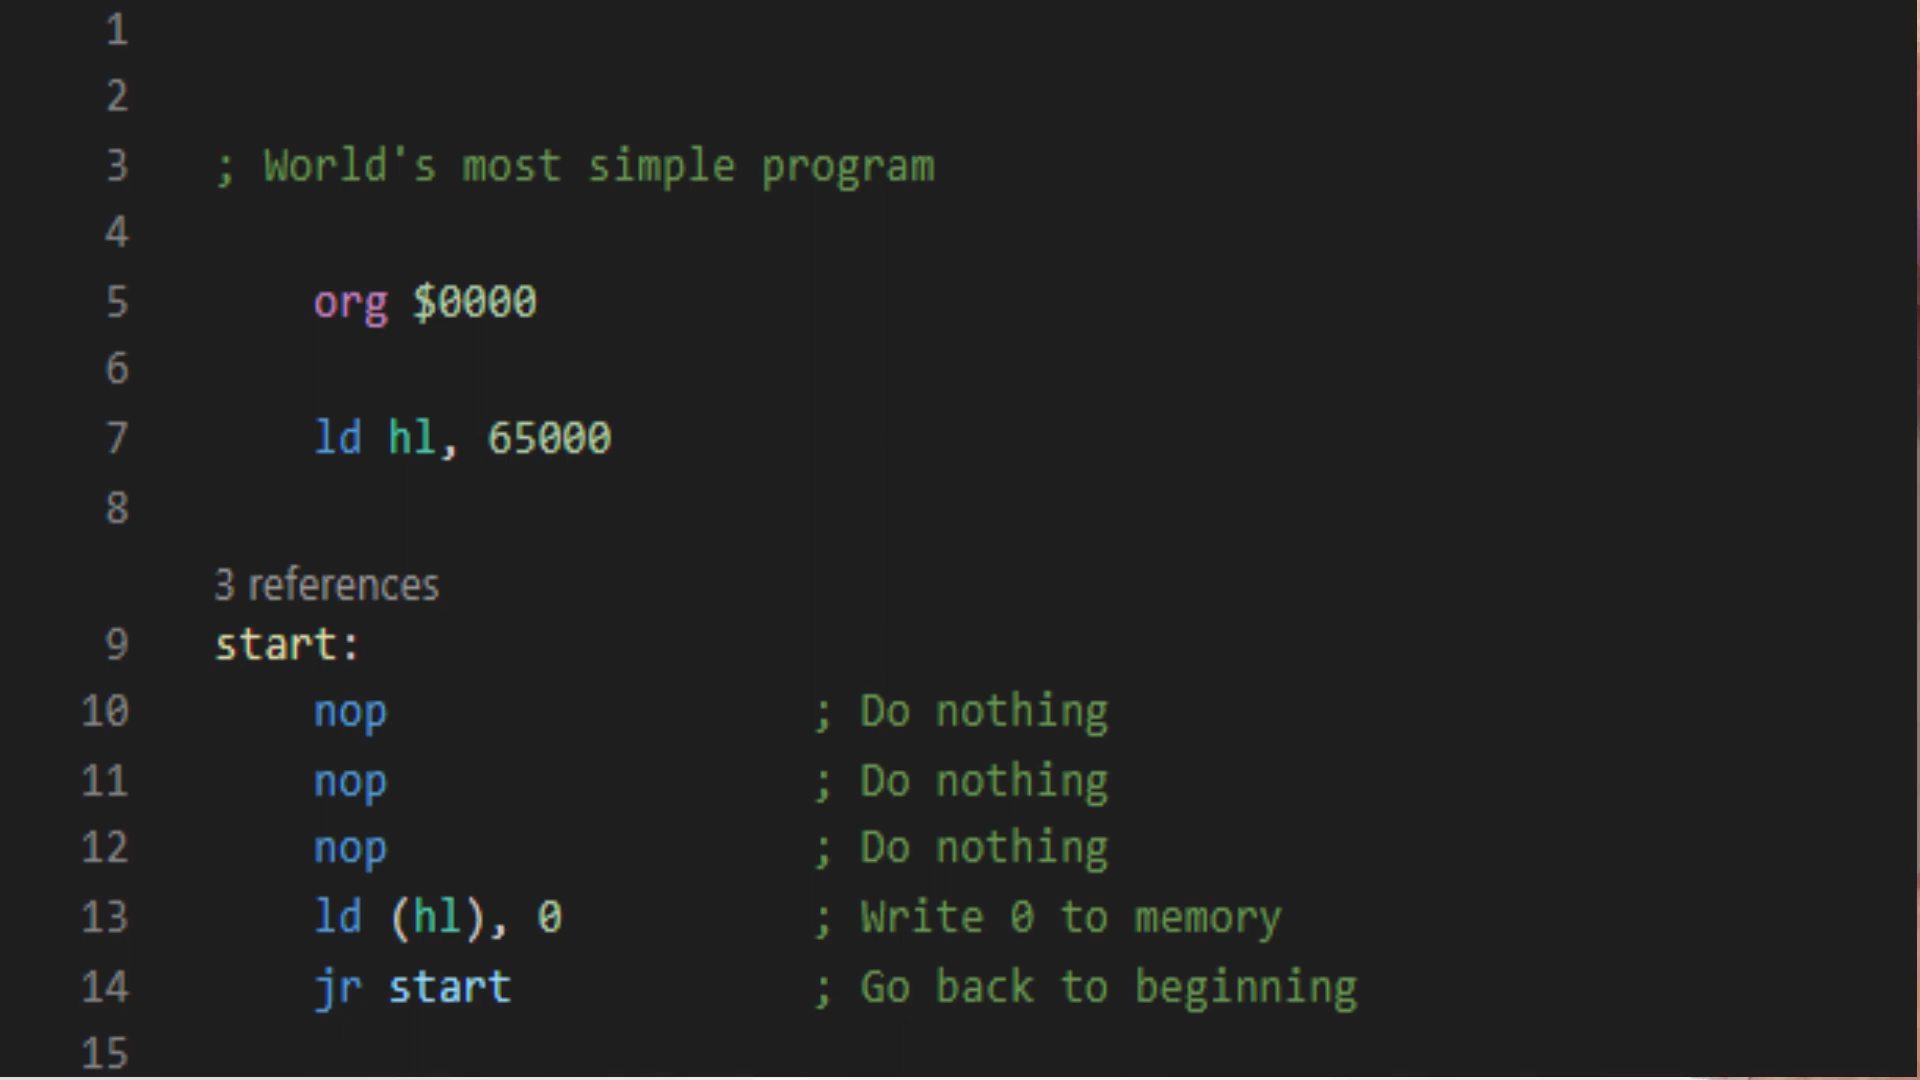 1
2
3 ; World's most simple program
4
5 org $0000
6
7 ld hl, 65000
8
3 references
9 start:
10 nop ; Do nothing
11 nop ; Do nothing
12 nop ; Do nothing
13 ld (hl), 0 ; Write 0 to memory
14 jr start ; Go back to beginning
15